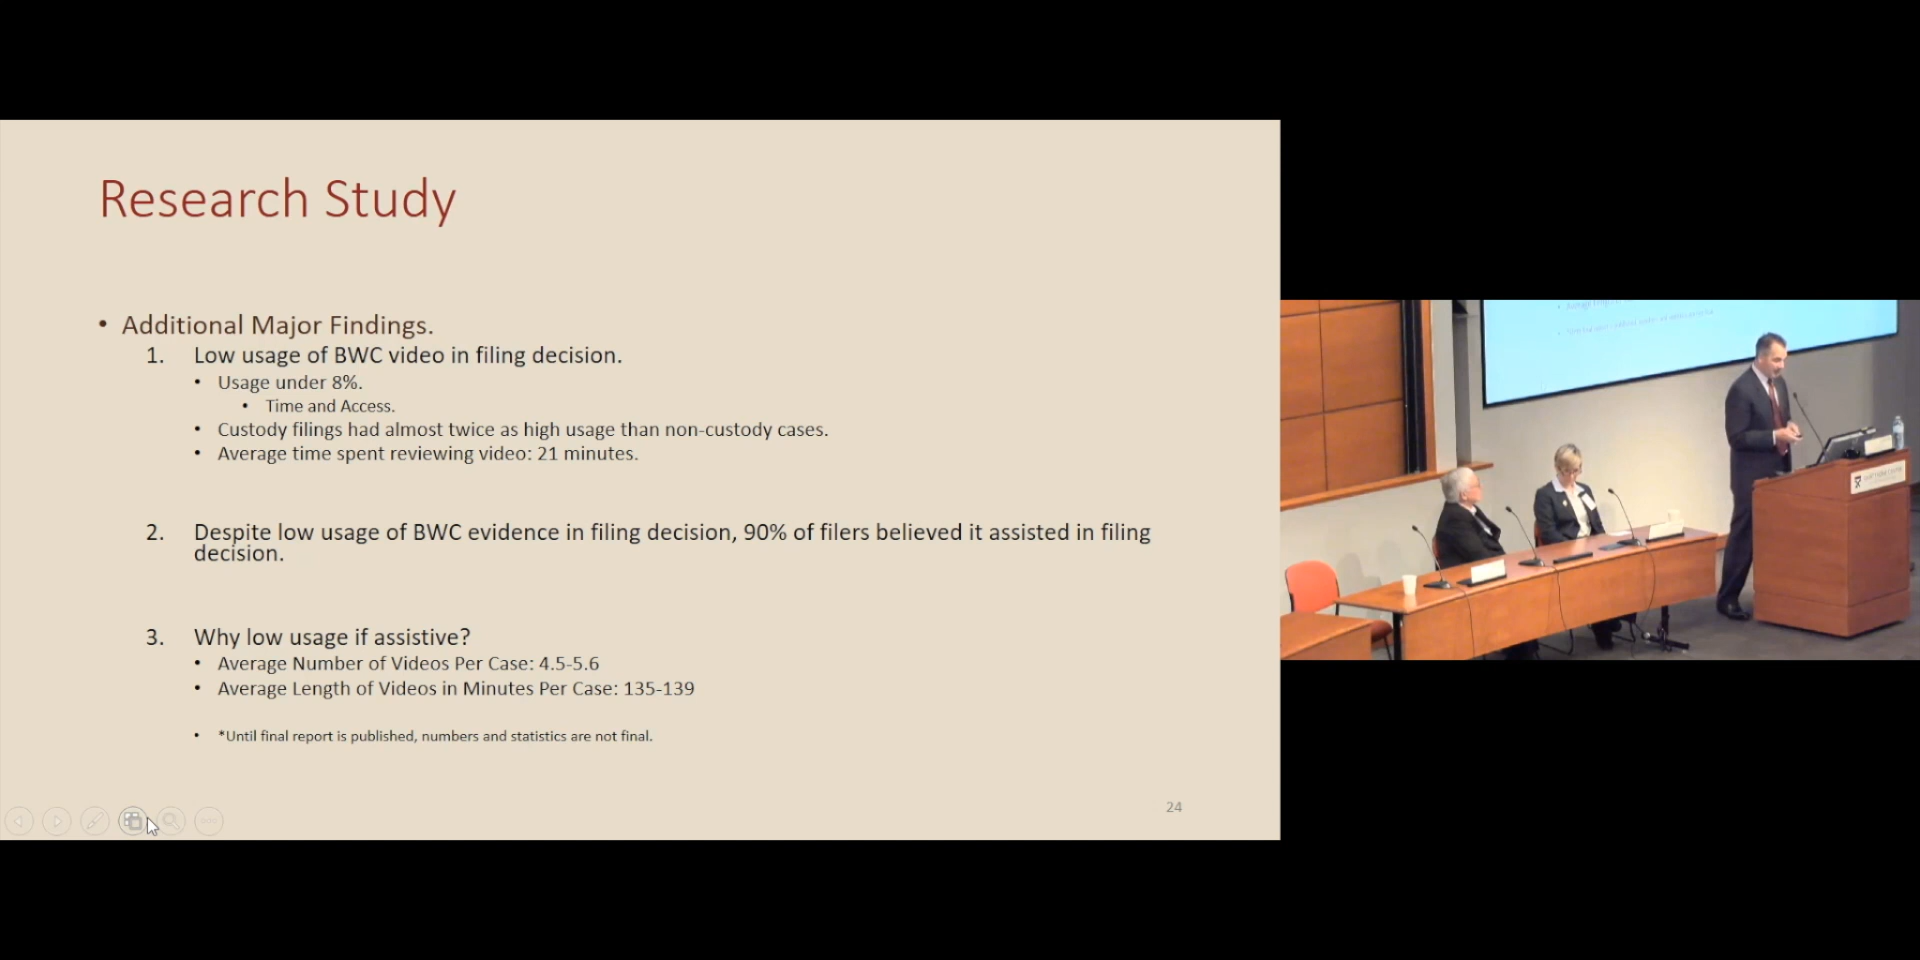 Research Study
• Additional Major Findings.
1. Low usage of BWC video in filing decision.
• Usage under 8%.
• Time and Access.
• Custody filings had almost twice as high usage than non-custody cases.
• Average time spent reviewing video: 21 minutes.
2. Despite low usage of BWC evidence in filing decision, 90% of filers believed it assisted in filing
decision.
3. Why low usage if assistive?
• Average Number of Videos Per Case: 4.5-5.6
• Average Length of Videos in Minutes Per Case: 135-139
• *Until final report is published, numbers and statistics are not final.
24